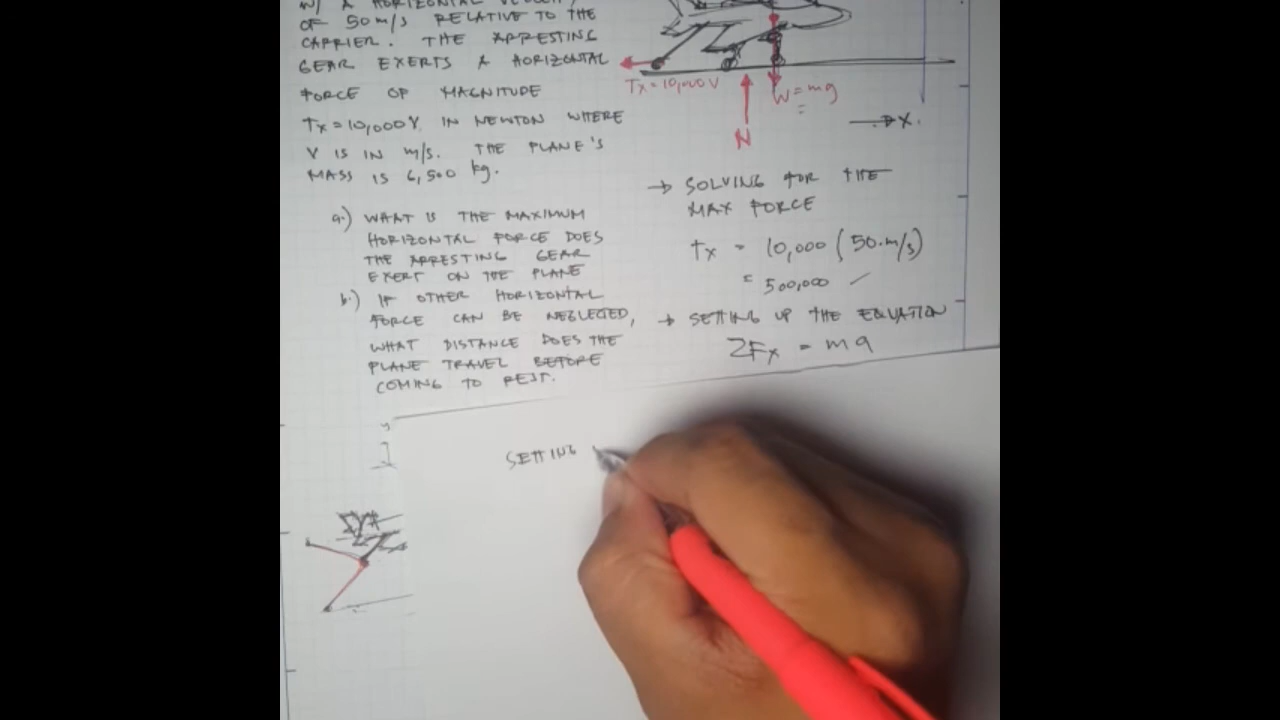 W/ A HORIZONTAL
OF 50 m/s RELATIVE TO THE
CARRIER. THE ARRESTING
GEAR EXERTS A HORIZONTAL
FORCE OF MAGNITUDE
Tx = 10,000V IN NEWTON WHERE
V IS IN m/s. THE PLANE'S
MASS IS 6,500 kg.
a.) WHAT IS THE MAXIMUM
HORIZONTAL FORCE DOES
THE ARRESTING GEAR
EXERT ON THE PLANE
b.) IF OTHER HORIZONTAL
FORCE CAN BE NEGLECTED,
WHAT DISTANCE DOES THE
PLANE TRAVEL BEFORE
COMING TO REST.
Tx = 10,000V
W = mg
N
→ X
→ SOLVING FOR THE
MAX FORCE
Tx = 10,000 (50 m/s)
= 500,000
→ SETTING UP THE EQUATION
ΣFx = ma
SETTING